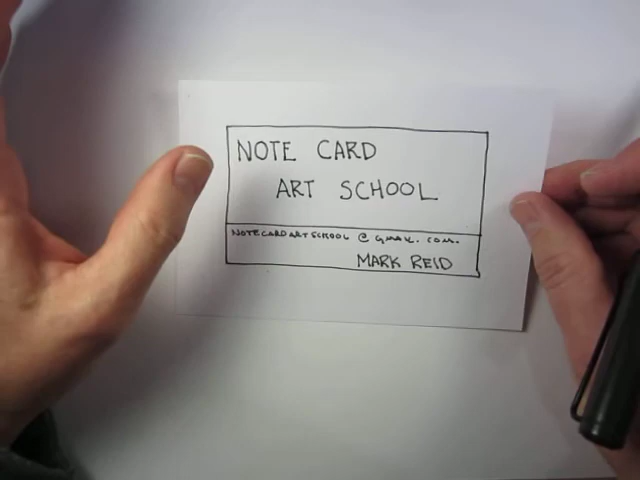 NOTE CARD
ART SCHOOL
NOTECARDARTSCHOOL @ GMAIL. COM.
MARK REID